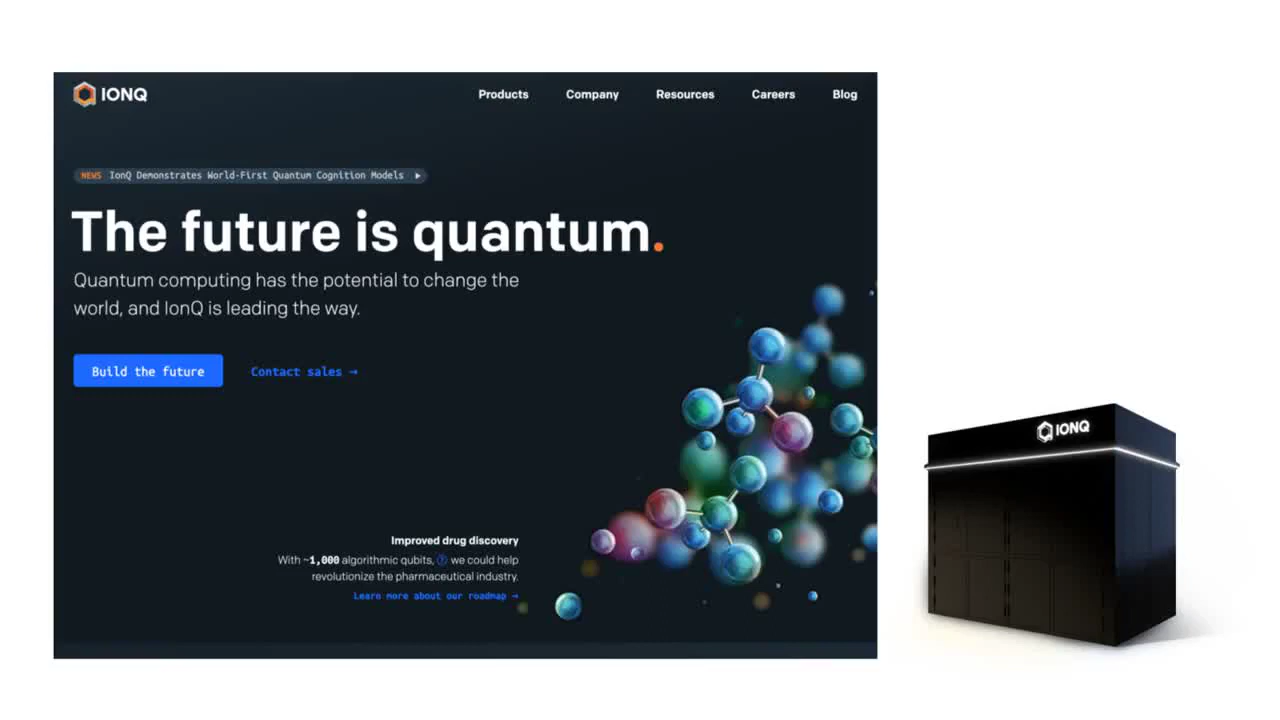 IONQ
Products Company Resources Careers Blog
NEWS IonQ Demonstrates World-First Quantum Cognition Models
The future is quantum.
Quantum computing has the potential to change the
world, and IonQ is leading the way.
Build the future
Contact sales →
Improved drug discovery
With ~1,000 algorithmic qubits, ? we could help
revolutionize the pharmaceutical industry.
Learn more about our roadmap →
IONQ